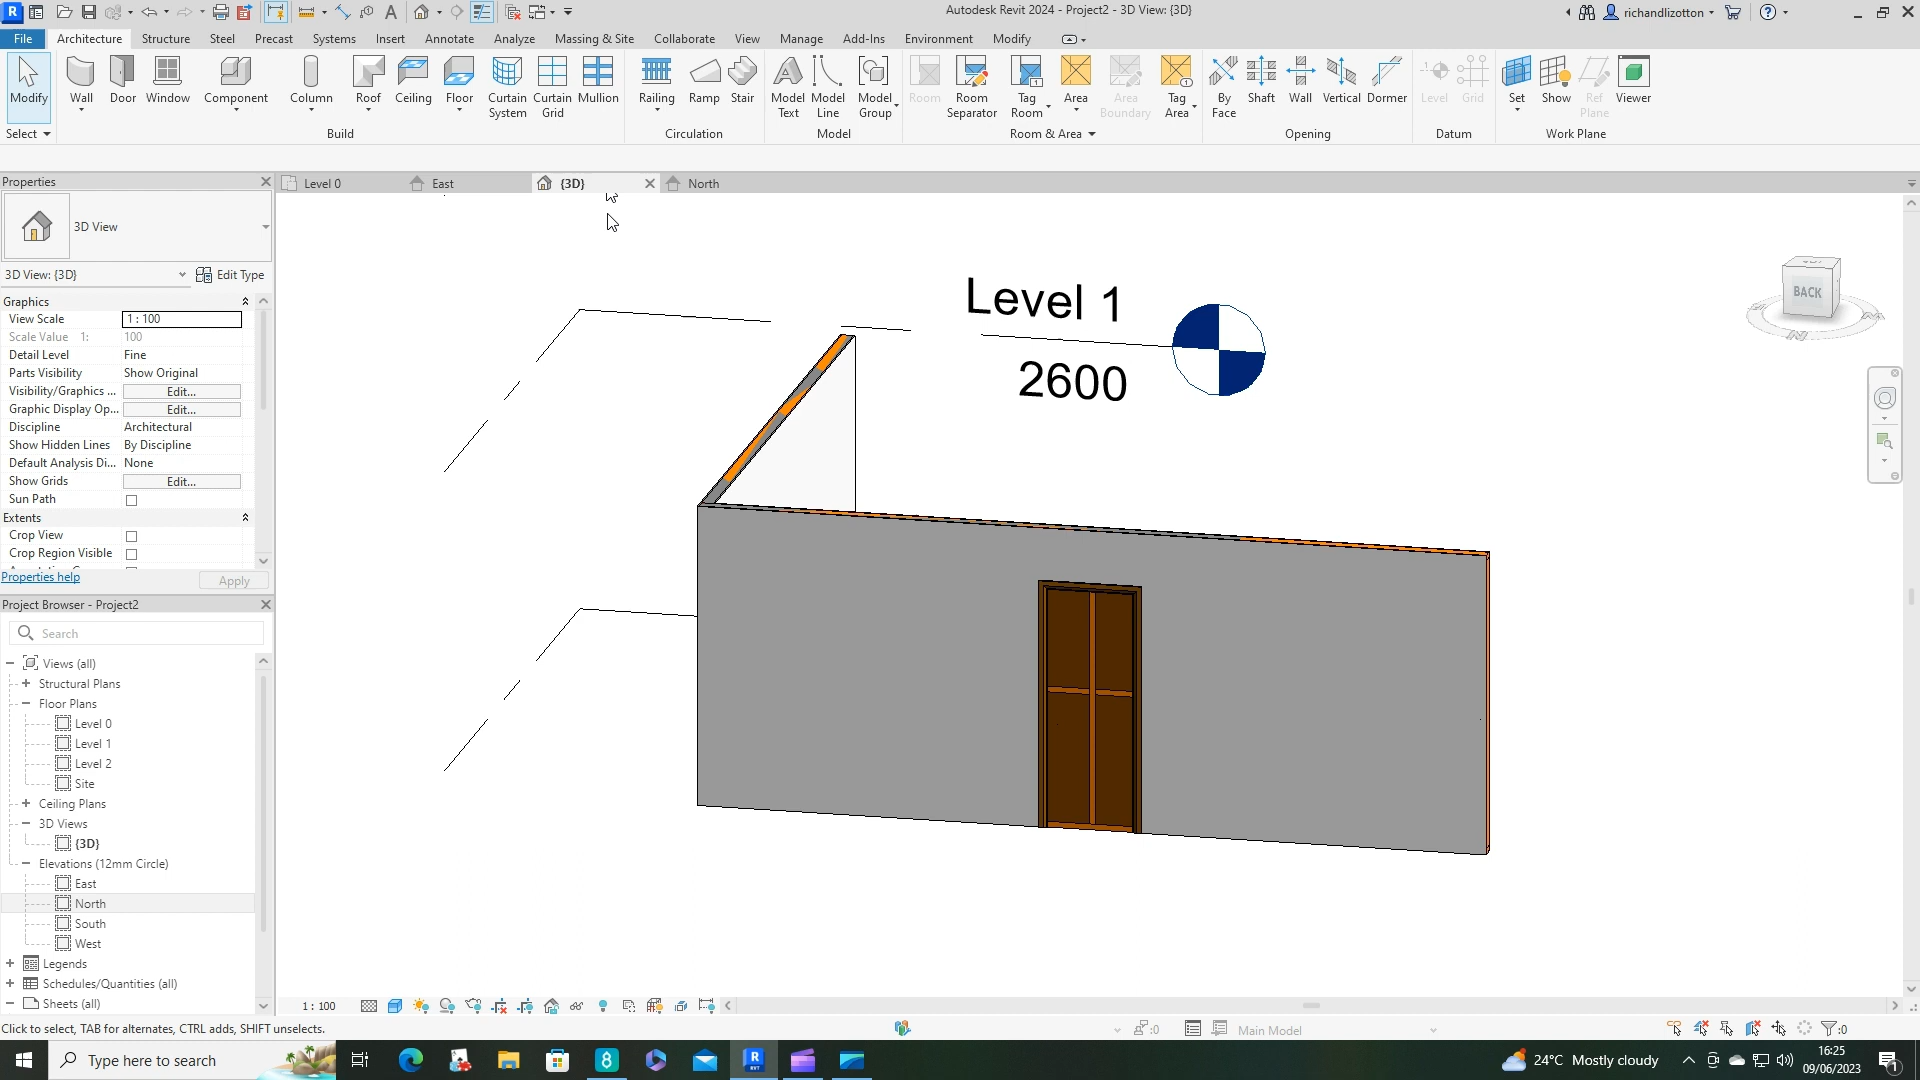 Autodesk Revit 2024 - Project2 - 3D View: {3D}
richandlizotton
File Architecture Structure Steel Precast Systems Insert Annotate Analyze Massing & Site Collaborate View Manage Add-Ins Environment Modify
Modify Wall Door Window Component Column Roof Ceiling Floor Curtain System Curtain Grid Mullion Railing Ramp Stair Model Text Model Line Model Group Room Room Separator Tag Room Area Area Boundary Tag Area By Face Shaft Wall Vertical Dormer Level Grid Set Show Ref Plane Viewer
Select Build Circulation Model Room & Area Opening Datum Work Plane
Properties
Level 0 East {3D} North
3D View
3D View: {3D} Edit Type
Graphics
View Scale 1 : 100
Scale Value 1: 100
Detail Level Fine
Parts Visibility Show Original
Visibility/Graphics ... Edit...
Graphic Display Op... Edit...
Discipline Architectural
Show Hidden Lines By Discipline
Default Analysis Di... None
Show Grids Edit...
Sun Path
Extents
Crop View
Crop Region Visible
Properties help Apply
Project Browser - Project2
Search
Views (all)
Structural Plans
Floor Plans
Level 0
Level 1
Level 2
Site
Ceiling Plans
3D Views
{3D}
Elevations (12mm Circle)
East
North
South
West
Legends
Schedules/Quantities (all)
Sheets (all)
Level 1
2600
BACK
1 : 100
Click to select, TAB for alternates, CTRL adds, SHIFT unselects.
:0
Main Model
:0
Type here to search
24°C Mostly cloudy
16:25
09/06/2023
1